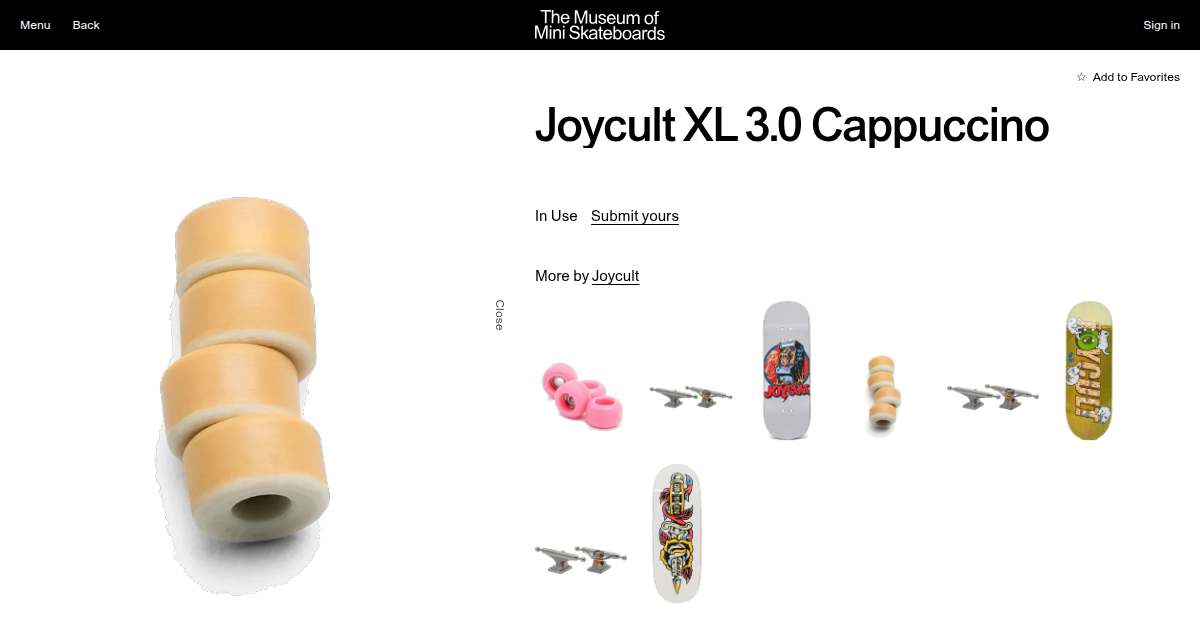 Menu
Back
The Museum of
Mini Skateboards
Sign in
☆ Add to Favorites
Joycult XL 3.0 Cappuccino
In Use Submit yours
More by Joycult
Close
JOYCULT